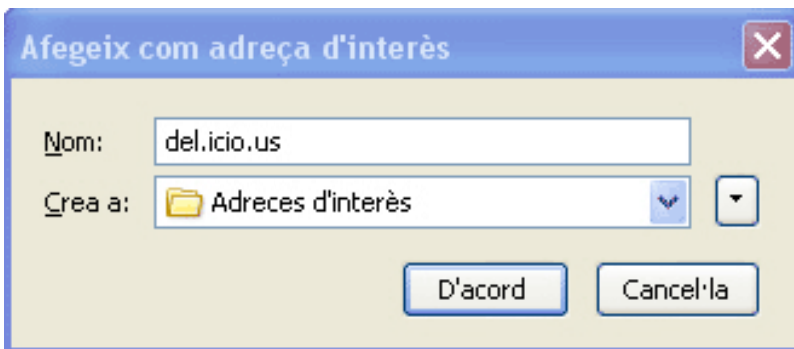 Afegeix com adreça d'interès
Nom: del.icio.us
Crea a: Adreces d'interès
D'acord Cancel·la